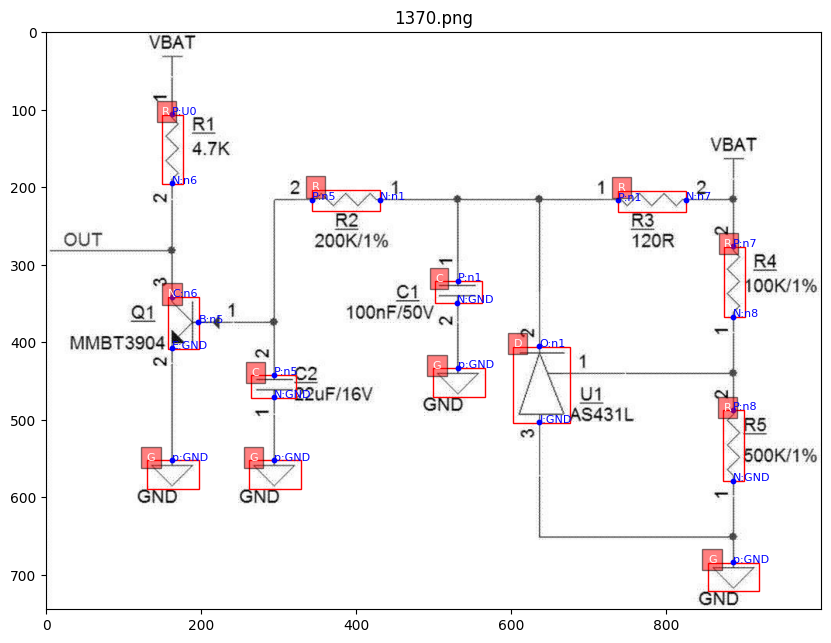 1370.png
VBAT
1
R P:U0
R1
4.7K
N:n6
2
OUT
3
C:n6
Q1
B:n5
1
MMBT3904
:GND
2
G p:GND
GND
2
R
P:n5
N:n1
1
R2
200K/1%
2
C P:n5
C2
22uF/16V
N:GND
1
G p:GND
GND
1
C P:n1
C1
100nF/50V
N:GND
2
G p:GND
GND
1
R
P:n1
N:n7
2
R3
120R
VBAT
2
R P:n7
R4
100K/1%
N:n8
1
2
D O:n1
1
U1
AS431L
3
:GND
2
R P:n8
R5
500K/1%
N:GND
1
G p:GND
GND
0
100
200
300
400
500
600
700
0
200
400
600
800